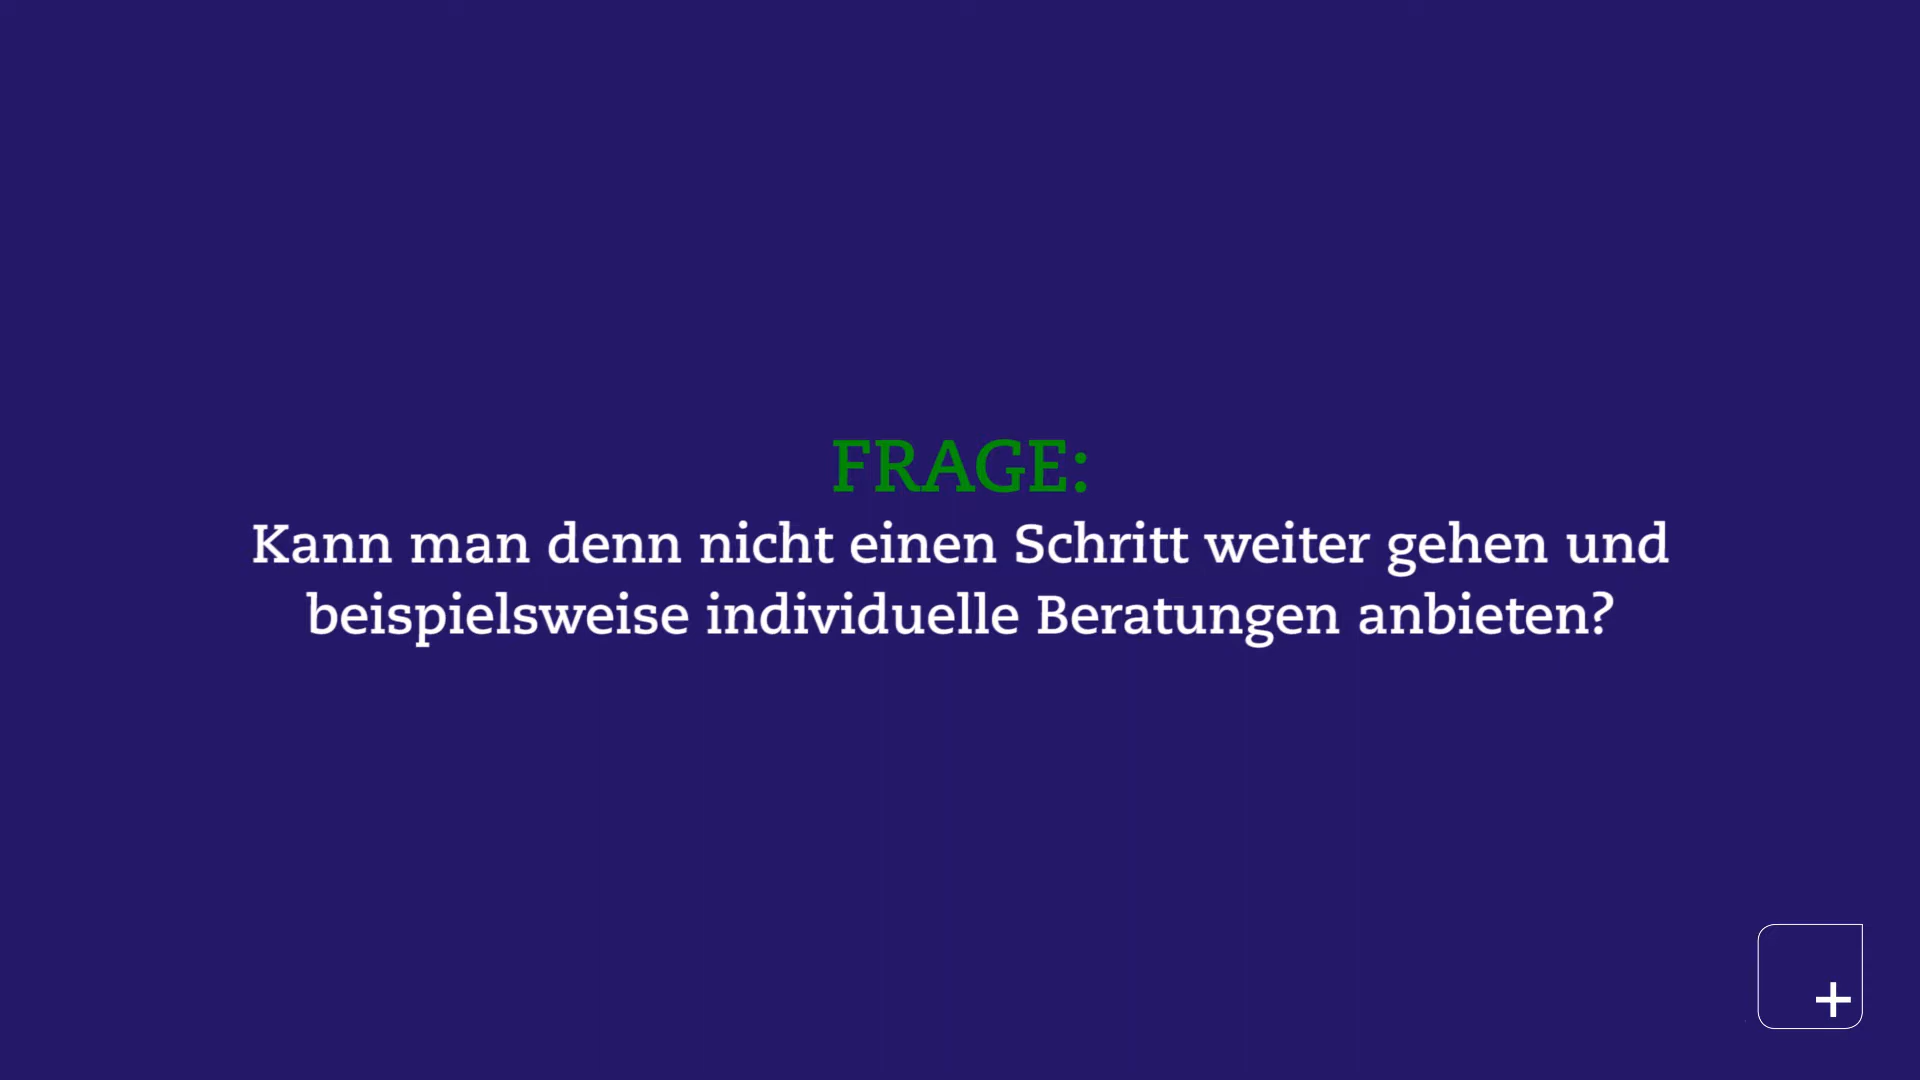 FRAGE:
Kann man denn nicht einen Schritt weiter gehen und
beispielsweise individuelle Beratungen anbieten?